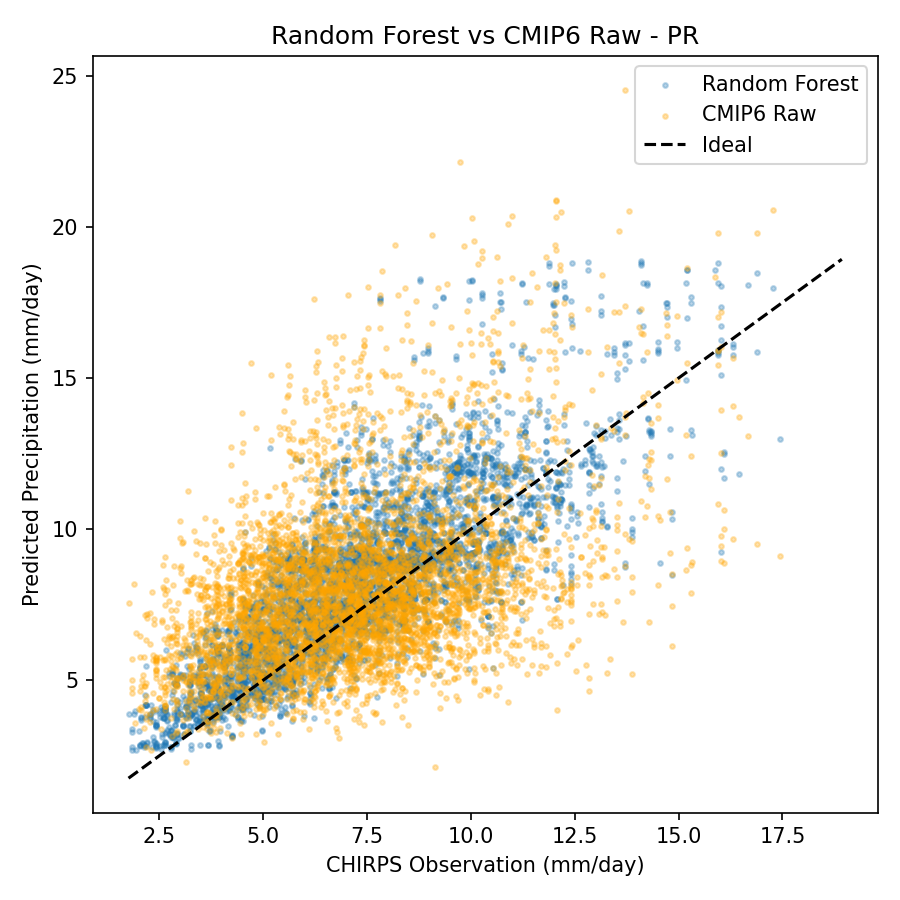 Random Forest vs CMIP6 Raw - PR
25
20
15
10
5
Predicted Precipitation (mm/day)
Random Forest
CMIP6 Raw
Ideal
2.5 5.0 7.5 10.0 12.5 15.0 17.5
CHIRPS Observation (mm/day)